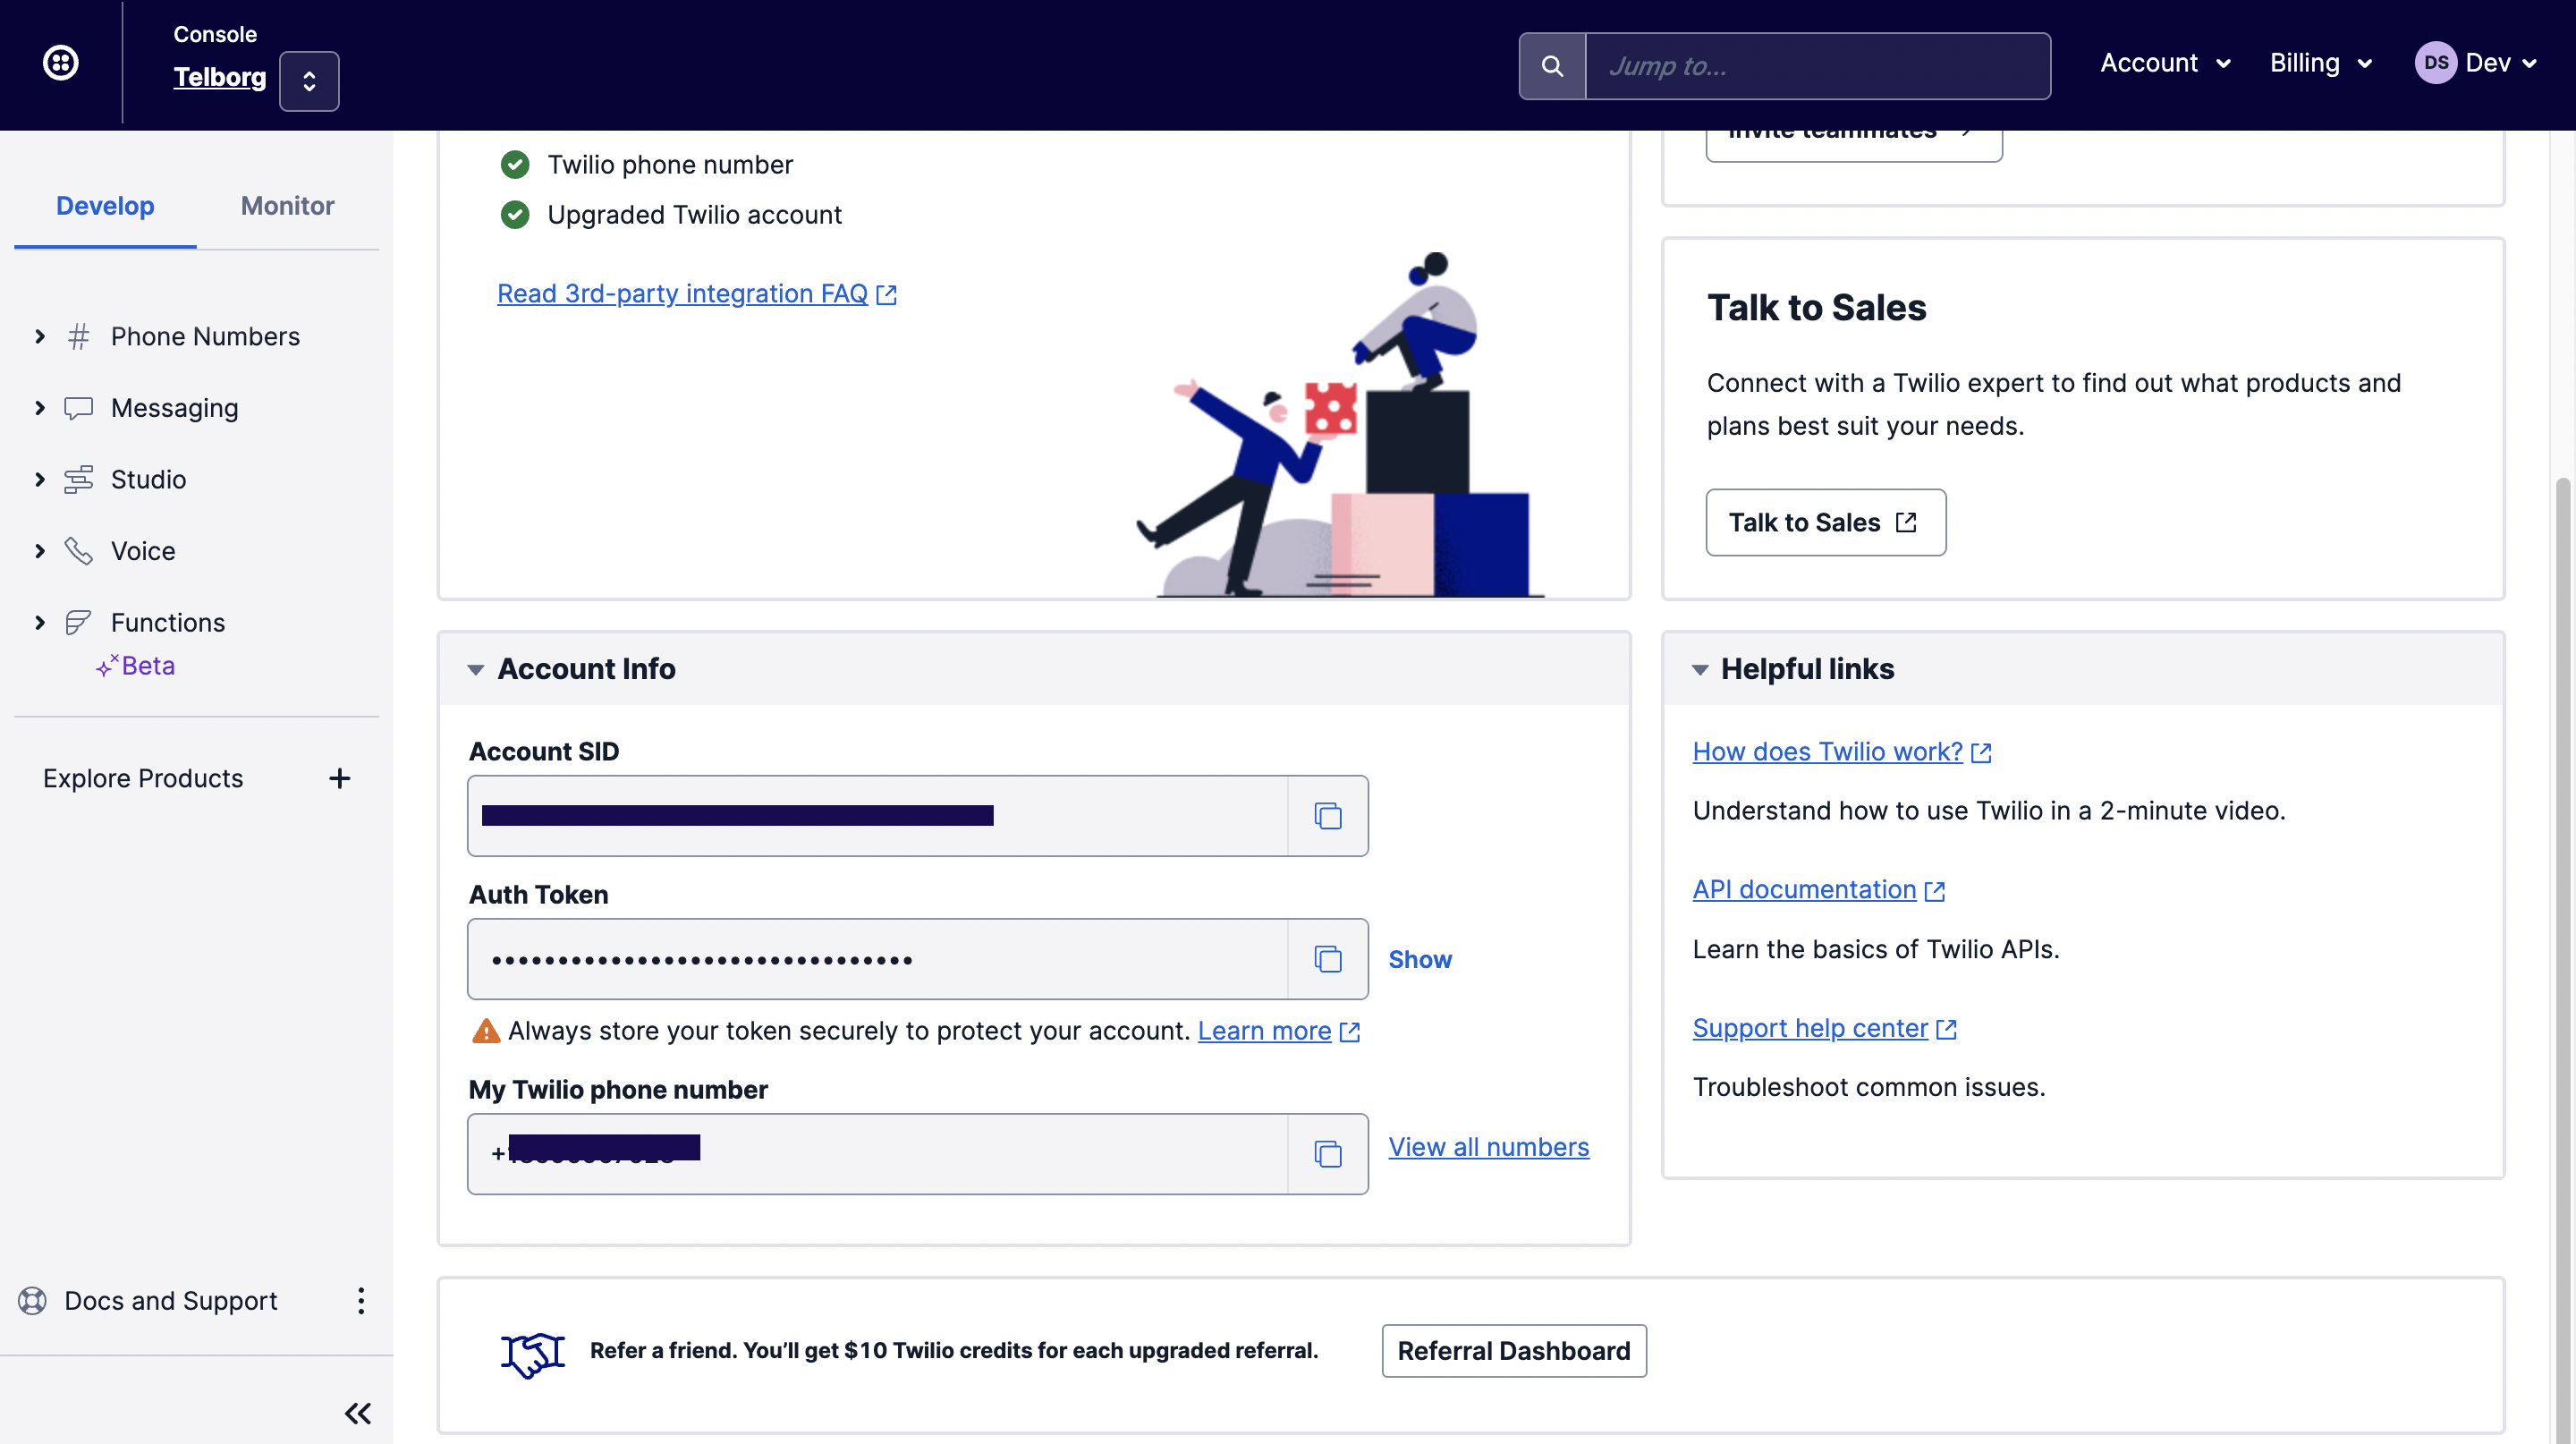 Console
Telborg
Jump to...
Account
Billing
DS
Dev
Develop
Monitor
Phone Numbers
Messaging
Studio
Voice
Functions
Beta
Explore Products
Docs and Support
Twilio phone number
Upgraded Twilio account
Read 3rd-party integration FAQ
Invite teammates
Talk to Sales
Connect with a Twilio expert to find out what products and
plans best suit your needs.
Talk to Sales
Account Info
Account SID
Auth Token
••••••••••••••••••••••••••••••••
Show
Always store your token securely to protect your account. Learn more
My Twilio phone number
+
View all numbers
Helpful links
How does Twilio work?
Understand how to use Twilio in a 2-minute video.
API documentation
Learn the basics of Twilio APIs.
Support help center
Troubleshoot common issues.
Refer a friend. You’ll get $10 Twilio credits for each upgraded referral.
Referral Dashboard